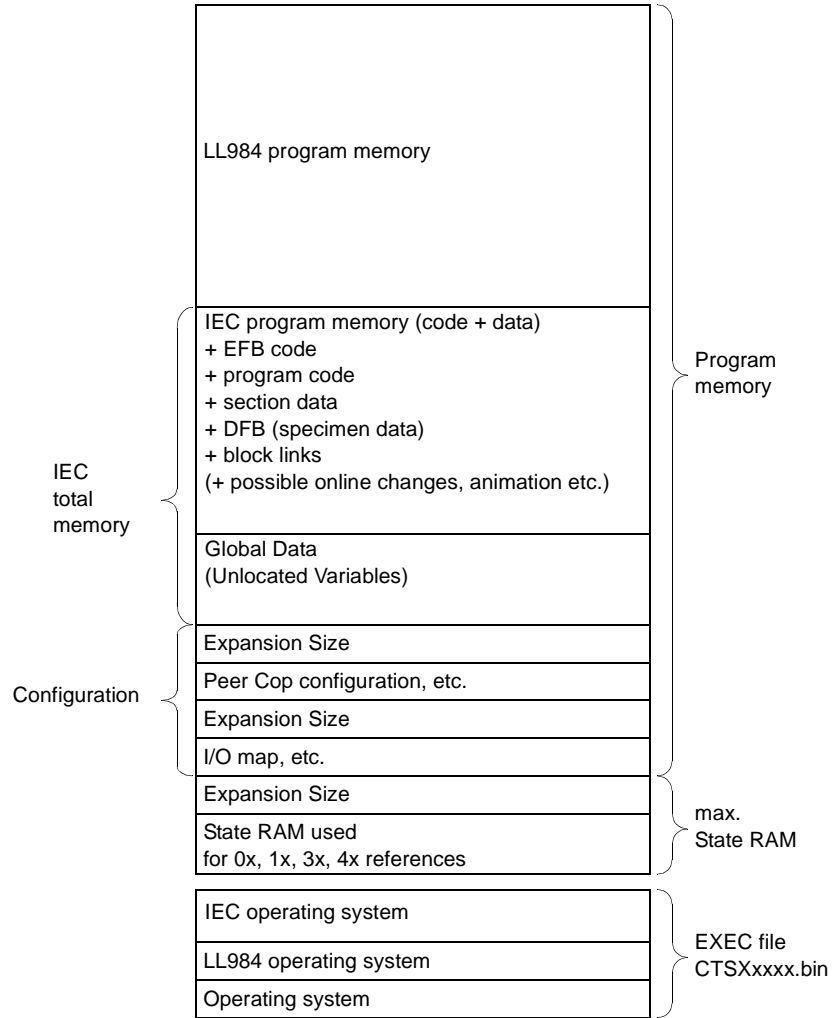 LL984 program memory
IEC program memory (code + data)
+ EFB code
+ program code
+ section data
+ DFB (specimen data)
+ block links
(+ possible online changes, animation etc.)
Program
memory
IEC
total
memory
Global Data
(Unlocated Variables)
Expansion Size
Peer Cop configuration, etc.
Configuration
Expansion Size
I/O map, etc.
Expansion Size
State RAM used
for 0x, 1x, 3x, 4x references
max.
State RAM
IEC operating system
LL984 operating system
Operating system
EXEC file
CTSXxxxx.bin